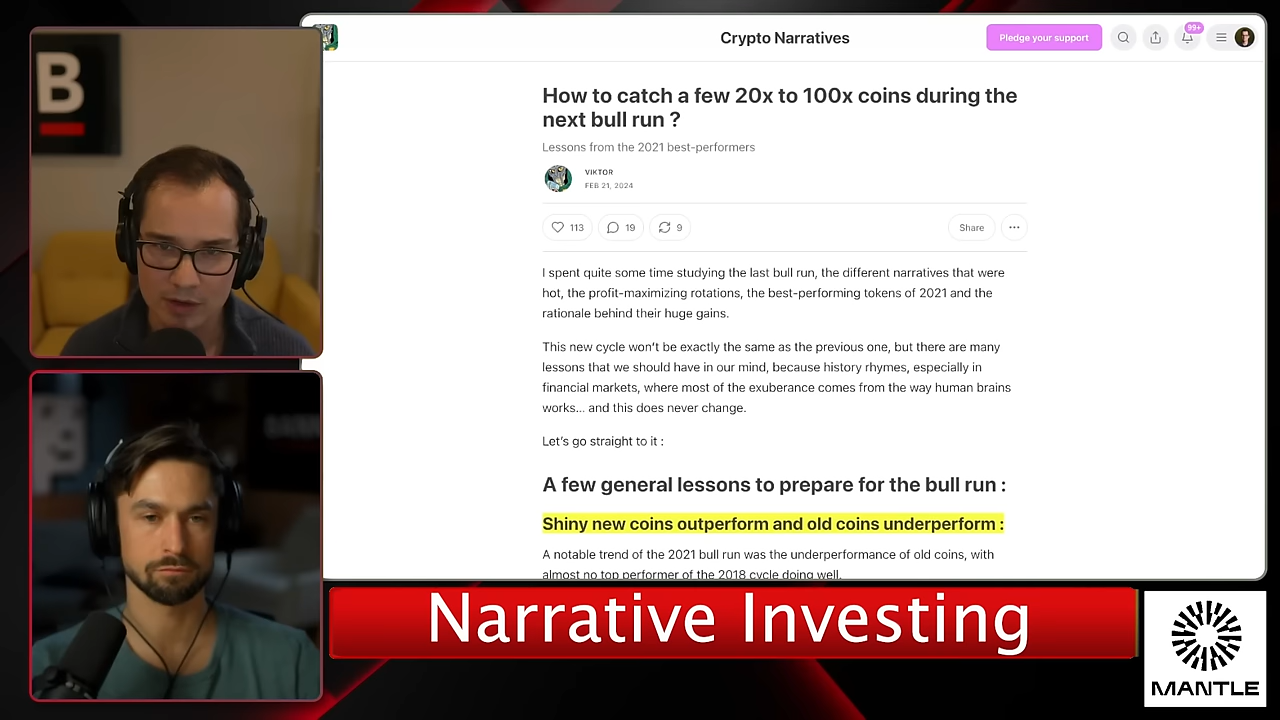 B
Crypto Narratives
Pledge your support
99+
How to catch a few 20x to 100x coins during the
next bull run ?
Lessons from the 2021 best-performers
VIKTOR
FEB 21, 2024
113
19
9
Share
I spent quite some time studying the last bull run, the different narratives that were
hot, the profit-maximizing rotations, the best-performing tokens of 2021 and the
rationale behind their huge gains.
This new cycle won't be exactly the same as the previous one, but there are many
lessons that we should have in our mind, because history rhymes, especially in
financial markets, where most of the exuberance comes from the way human brains
works... and this does never change.
Let's go straight to it :
A few general lessons to prepare for the bull run :
Shiny new coins outperform and old coins underperform :
A notable trend of the 2021 bull run was the underperformance of old coins, with
almost no top performer of the 2018 cycle doing well.
Narrative Investing
MANTLE